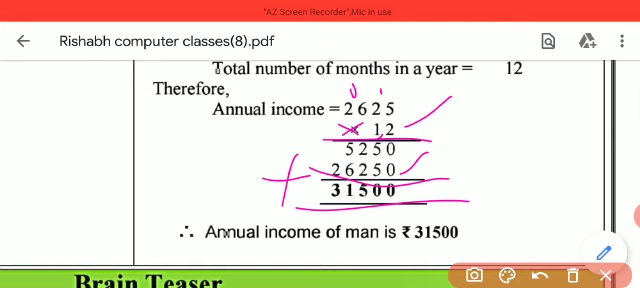 "AZ Screen Recorder",Mic in use
Rishabh computer classes(8).pdf
Total number of months in a year = 12
Therefore,
0 1
Annual income = 2 6 2 5
× 1,2
5 2 5 0
2 6 2 5 0
+
3 1 5 0 0
∴ Annual income of man is ₹ 31500
Brain Teaser